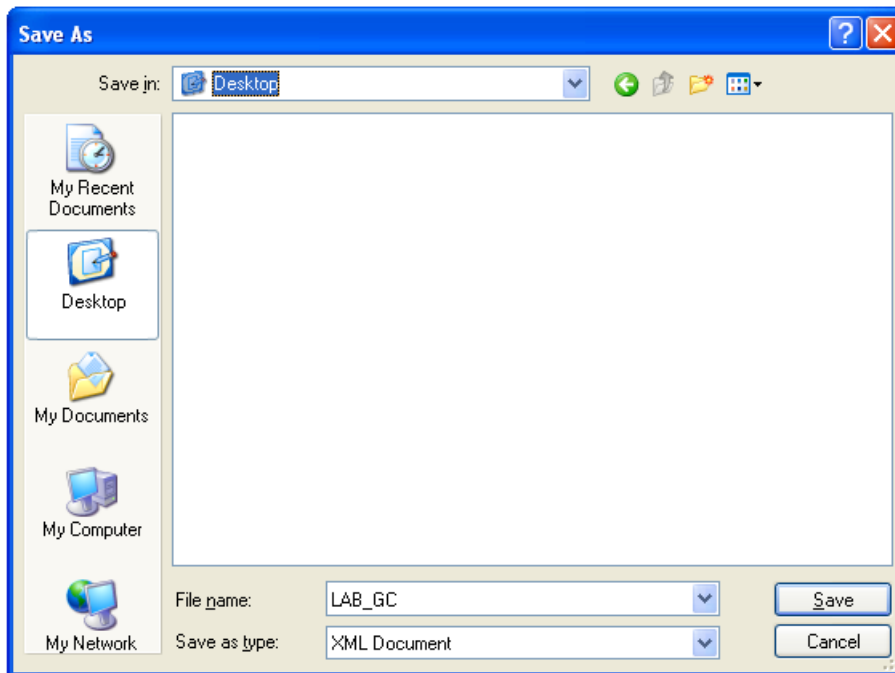 Save As
Save in:
Desktop
My Recent
Documents
Desktop
My Documents
My Computer
My Network
File name:
LAB_GC
Save
Save as type:
XML Document
Cancel